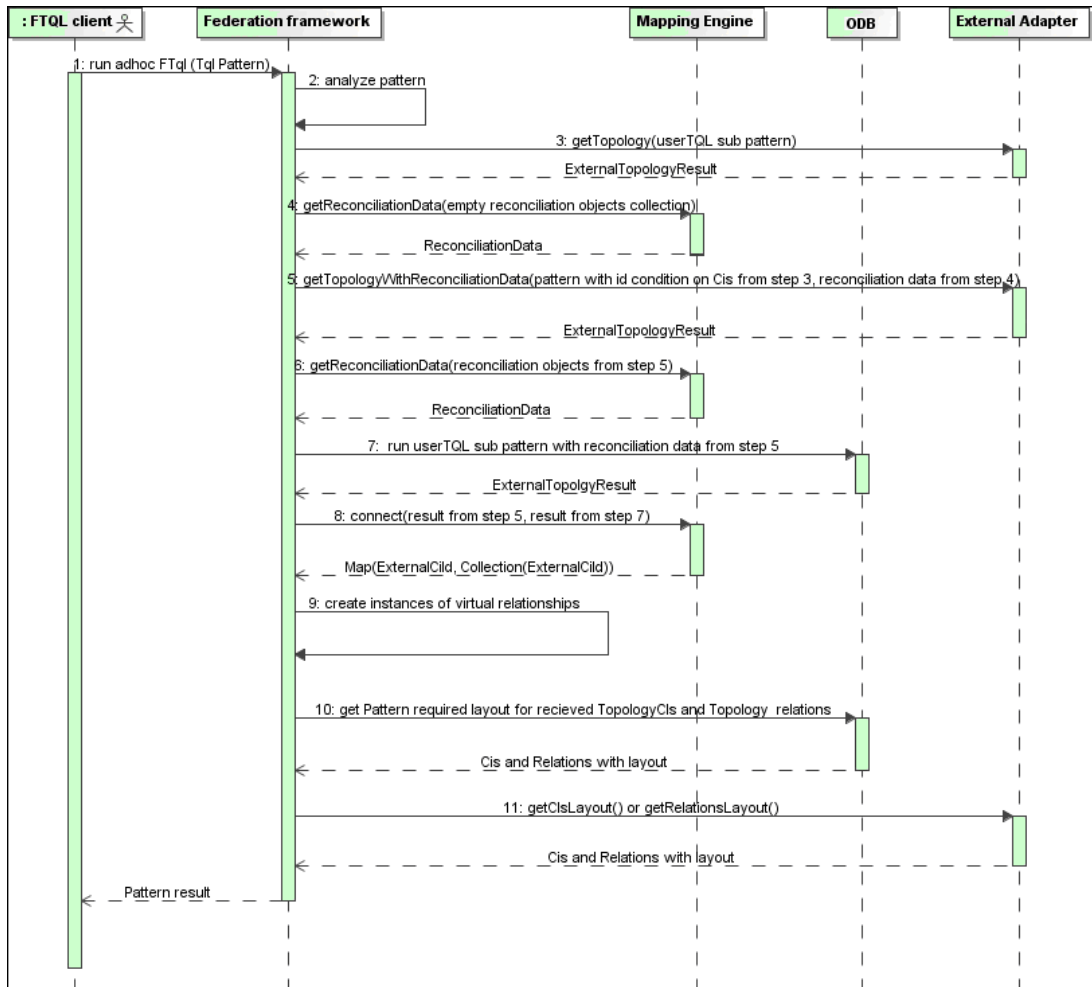 : FTQL client
Federation framework
Mapping Engine
ODB
External Adapter
1: run adhoc FTql (Tql Pattern)
2: analyze pattern
3: getTopology(userTQL sub pattern)
ExternalTopologyResult
4: getReconciliationData(empty reconciliation objects collection)
ReconciliationData
5: getTopologyWithReconciliationData(pattern with id condition on Cis from step 3, reconciliation data from step 4)
ExternalTopologyResult
6: getReconciliationData(reconciliation objects from step 5)
ReconciliationData
7: run userTQL sub pattern with reconciliation data from step 5
ExternalTopolgyResult
8: connect(result from step 5, result from step 7)
Map(ExternalCiId, Collection(ExternalCiId))
9: create instances of virtual relationships
10: get Pattern required layout for recieved TopologyCIs and Topology relations
Cis and Relations with layout
11: getCIsLayout() or getRelationsLayout()
Cis and Relations with layout
Pattern result